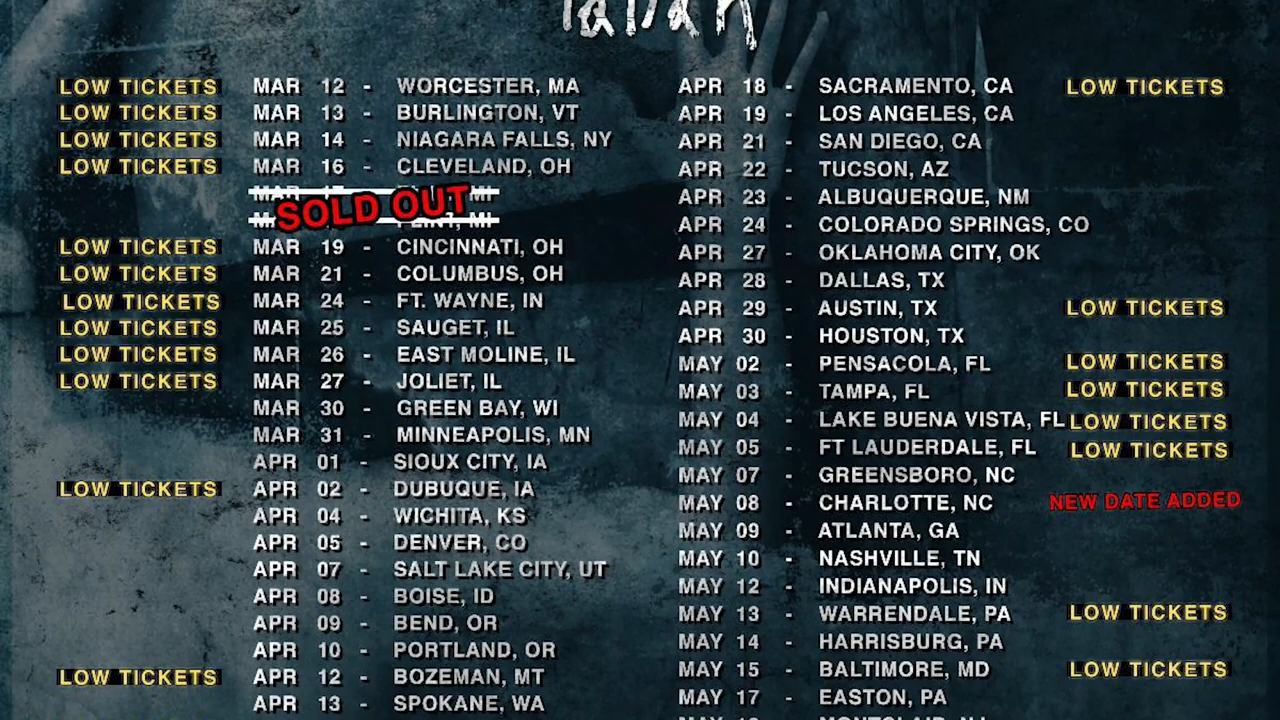 LOW TICKETS MAR 12 - WORCESTER, MA
LOW TICKETS MAR 13 - BURLINGTON, VT
LOW TICKETS MAR 14 - NIAGARA FALLS, NY
LOW TICKETS MAR 16 - CLEVELAND, OH
SOLD OUT
FLINT, MI
LOW TICKETS MAR 19 - CINCINNATI, OH
LOW TICKETS MAR 21 - COLUMBUS, OH
LOW TICKETS MAR 24 - FT. WAYNE, IN
LOW TICKETS MAR 25 - SAUGET, IL
LOW TICKETS MAR 26 - EAST MOLINE, IL
LOW TICKETS MAR 27 - JOLIET, IL
MAR 30 - GREEN BAY, WI
MAR 31 - MINNEAPOLIS, MN
APR 01 - SIOUX CITY, IA
LOW TICKETS APR 02 - DUBUQUE, IA
APR 04 - WICHITA, KS
APR 05 - DENVER, CO
APR 07 - SALT LAKE CITY, UT
APR 08 - BOISE, ID
APR 09 - BEND, OR
APR 10 - PORTLAND, OR
LOW TICKETS APR 12 - BOZEMAN, MT
APR 13 - SPOKANE, WA
APR 18 - SACRAMENTO, CA LOW TICKETS
APR 19 - LOS ANGELES, CA
APR 21 - SAN DIEGO, CA
APR 22 - TUCSON, AZ
APR 23 - ALBUQUERQUE, NM
APR 24 - COLORADO SPRINGS, CO
APR 27 - OKLAHOMA CITY, OK
APR 28 - DALLAS, TX
APR 29 - AUSTIN, TX LOW TICKETS
APR 30 - HOUSTON, TX
MAY 02 - PENSACOLA, FL LOW TICKETS
MAY 03 - TAMPA, FL LOW TICKETS
MAY 04 - LAKE BUENA VISTA, FL LOW TICKETS
MAY 05 - FT LAUDERDALE, FL LOW TICKETS
MAY 07 - GREENSBORO, NC
MAY 08 - CHARLOTTE, NC NEW DATE ADDED
MAY 09 - ATLANTA, GA
MAY 10 - NASHVILLE, TN
MAY 12 - INDIANAPOLIS, IN
MAY 13 - WARRENDALE, PA LOW TICKETS
MAY 14 - HARRISBURG, PA
MAY 15 - BALTIMORE, MD LOW TICKETS
MAY 17 - EASTON, PA